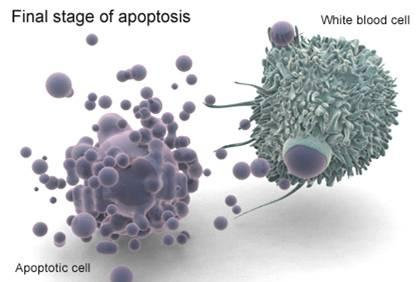 Final stage of apoptosis
White blood cell
Apoptotic cell